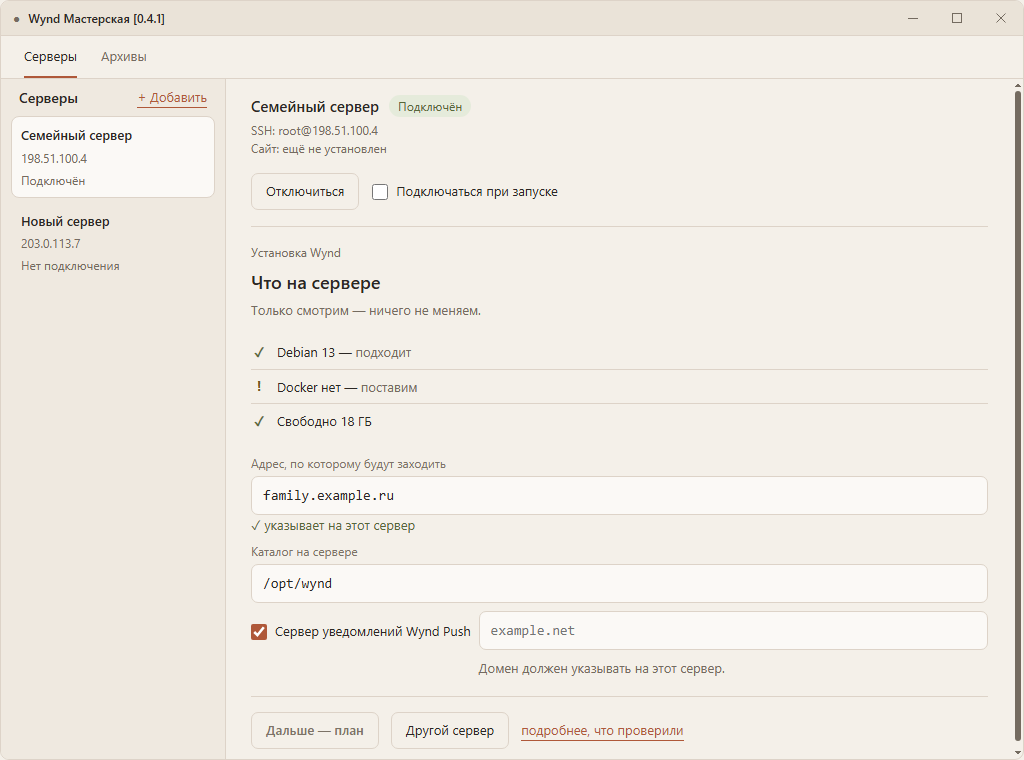 Wynd Мастерская [0.4.1]
Серверы
Архивы
Серверы
+ Добавить
Семейный сервер
198.51.100.4
Подключён
Новый сервер
203.0.113.7
Нет подключения
Семейный сервер
Подключён
SSH: root@198.51.100.4
Сайт: ещё не установлен
Отключиться
Подключаться при запуске
Установка Wynd
Что на сервере
Только смотрим — ничего не меняем.
✓ Debian 13 — подходит
! Docker нет — поставим
✓ Свободно 18 ГБ
Адрес, по которому будут заходить
family.example.ru
✓ указывает на этот сервер
Каталог на сервере
/opt/wynd
Сервер уведомлений Wynd Push
example.net
Домен должен указывать на этот сервер.
Дальше — план
Другой сервер
подробнее, что проверили